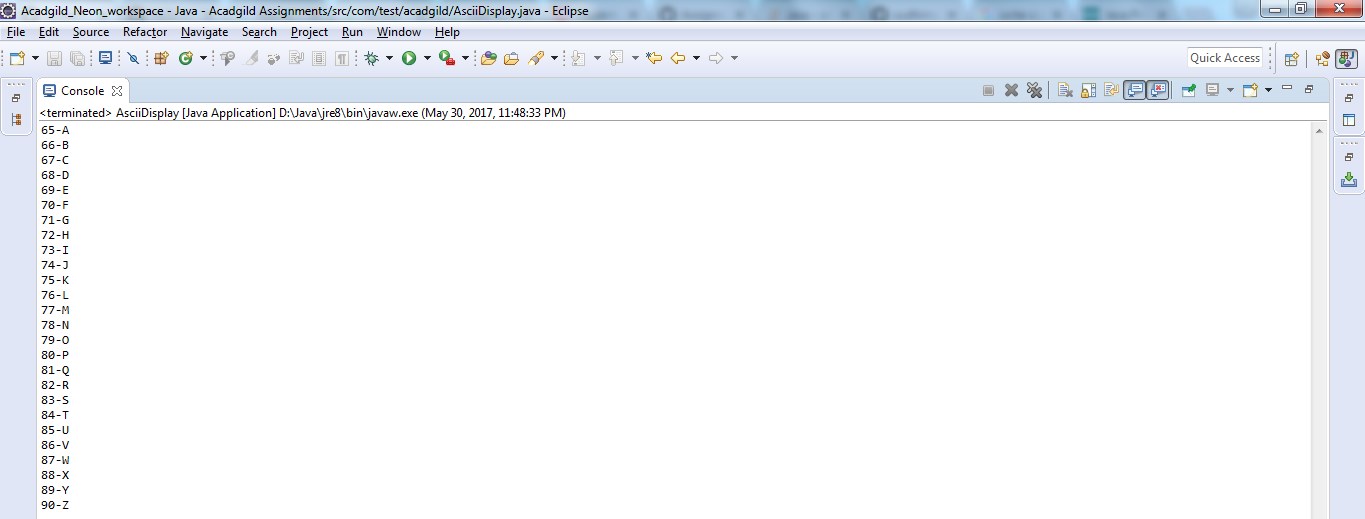 Acadgild_Neon_workspace - Java - Acadgild Assignments/src/com/test/acadgild/AsciiDisplay.java - Eclipse
File Edit Source Refactor Navigate Search Project Run Window Help
Quick Access
Console
<terminated> AsciiDisplay [Java Application] D:\Java\jre8\bin\javaw.exe (May 30, 2017, 11:48:33 PM)
65-A
66-B
67-C
68-D
69-E
70-F
71-G
72-H
73-I
74-J
75-K
76-L
77-M
78-N
79-O
80-P
81-Q
82-R
83-S
84-T
85-U
86-V
87-W
88-X
89-Y
90-Z